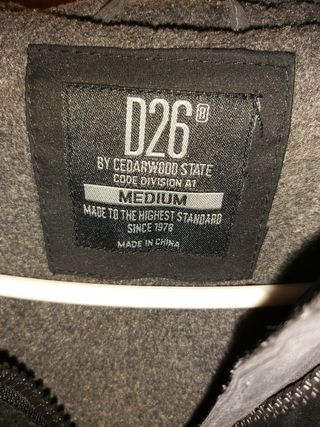 D26®
BY CEDARWOOD STATE
CODE DIVISION A1
MEDIUM
MADE TO THE HIGHEST STANDARD
SINCE 1978
MADE IN CHINA